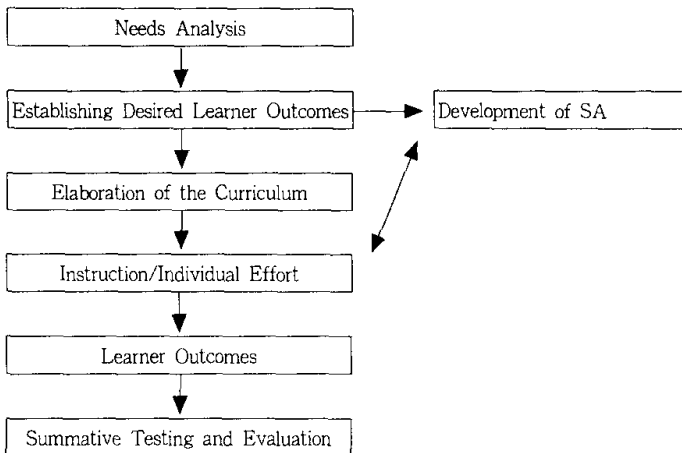 Needs Analysis
Establishing Desired Learner Outcomes
Development of SA
Elaboration of the Curriculum
Instruction/Individual Effort
Learner Outcomes
Summative Testing and Evaluation